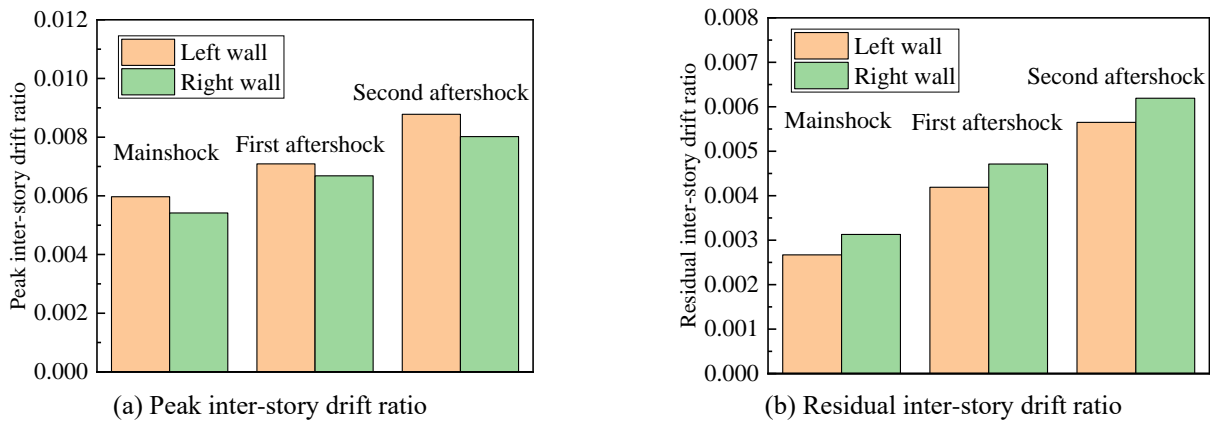 0.012
0.010
0.008
0.006
0.004
0.002
0.000
Peak inter-story drift ratio
Left wall
Right wall
Mainshock
First aftershock
Second aftershock
(a) Peak inter-story drift ratio
0.008
0.007
0.006
0.005
0.004
0.003
0.002
0.001
0.000
Residual inter-story drift ratio
Left wall
Right wall
Mainshock
First aftershock
Second aftershock
(b) Residual inter-story drift ratio